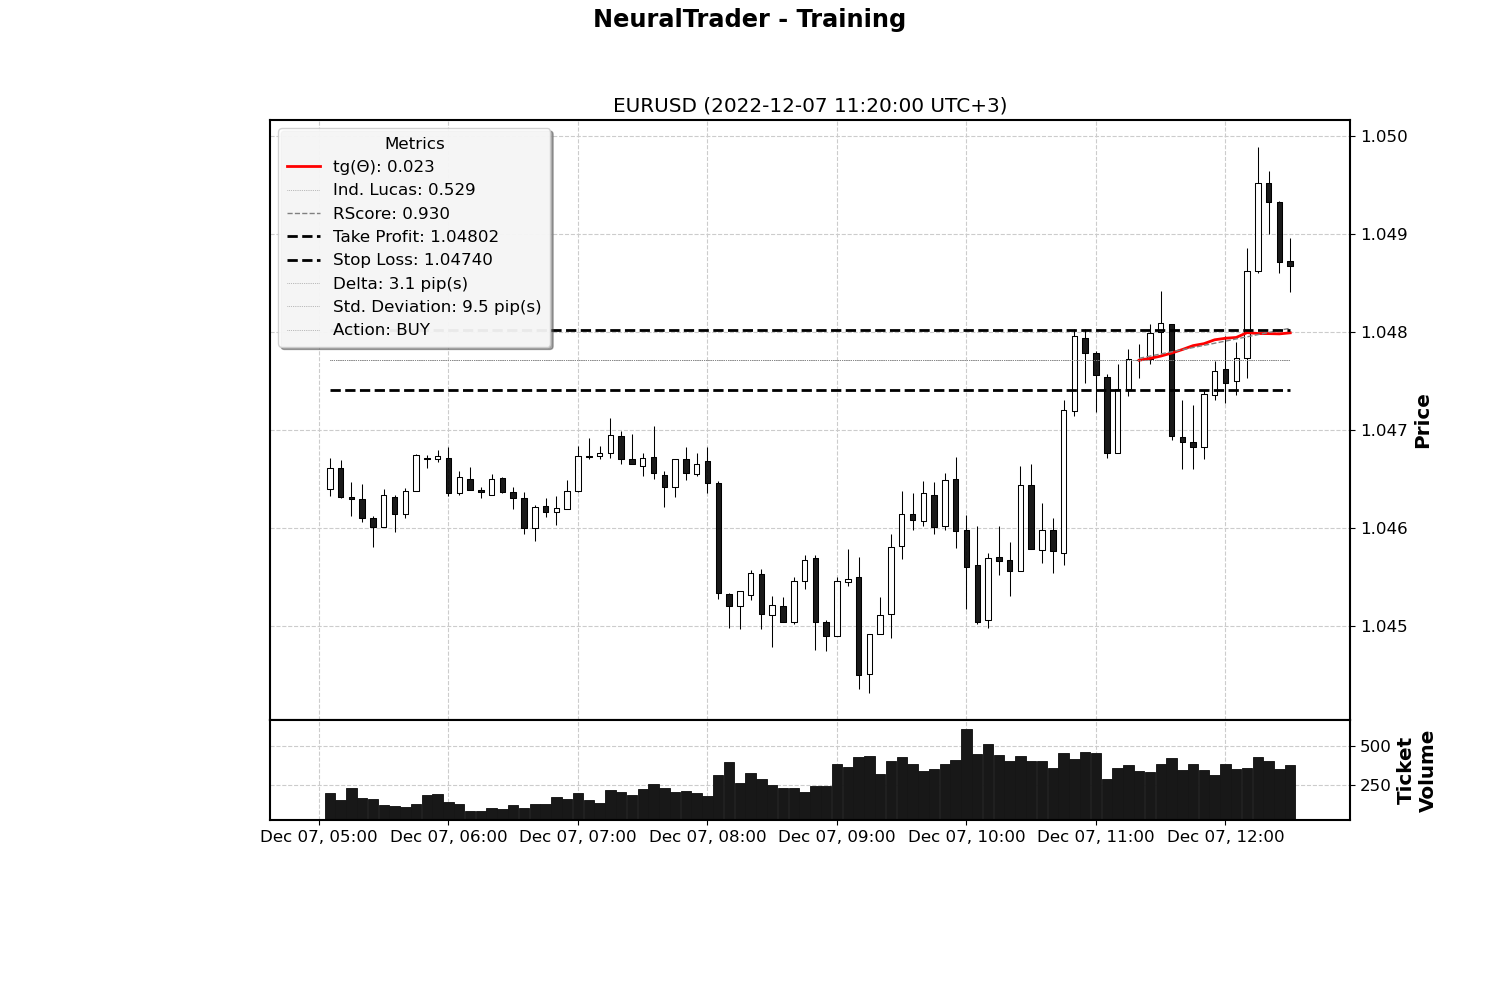 NeuralTrader - Training
EURUSD (2022-12-07 11:20:00 UTC+3)
Metrics
tg(Θ): 0.023
Ind. Lucas: 0.529
RScore: 0.930
Take Profit: 1.04802
Stop Loss: 1.04740
Delta: 3.1 pip(s)
Std. Deviation: 9.5 pip(s)
Action: BUY
1.050
1.049
1.048
1.047
1.046
1.045
Price
500
250
Ticket
Volume
Dec 07, 05:00 Dec 07, 06:00 Dec 07, 07:00 Dec 07, 08:00 Dec 07, 09:00 Dec 07, 10:00 Dec 07, 11:00 Dec 07, 12:00